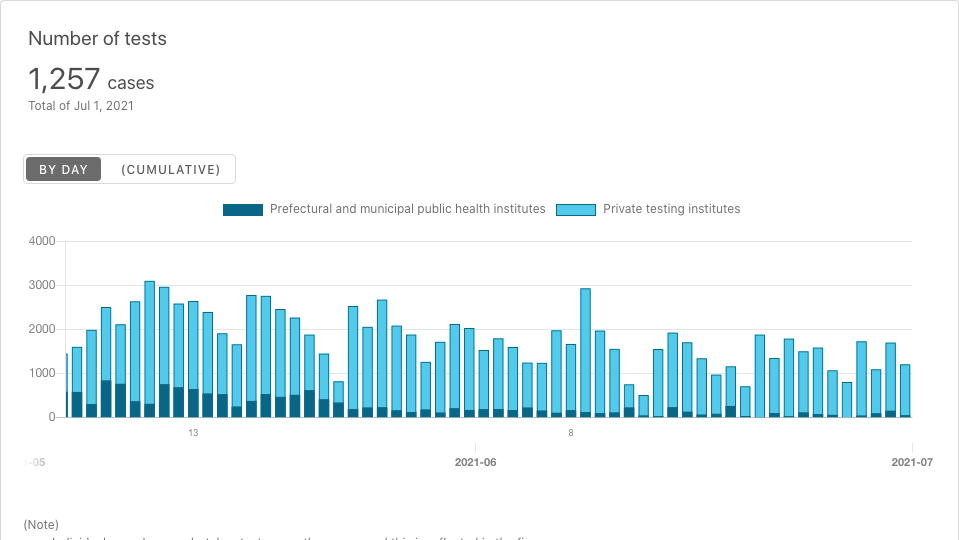 Number of tests
1,257 cases
Total of Jul 1, 2021
BY DAY (CUMULATIVE)
Prefectural and municipal public health institutes Private testing institutes
4000
3000
2000
1000
0
13 8
-05 2021-06 2021-07
(Note)